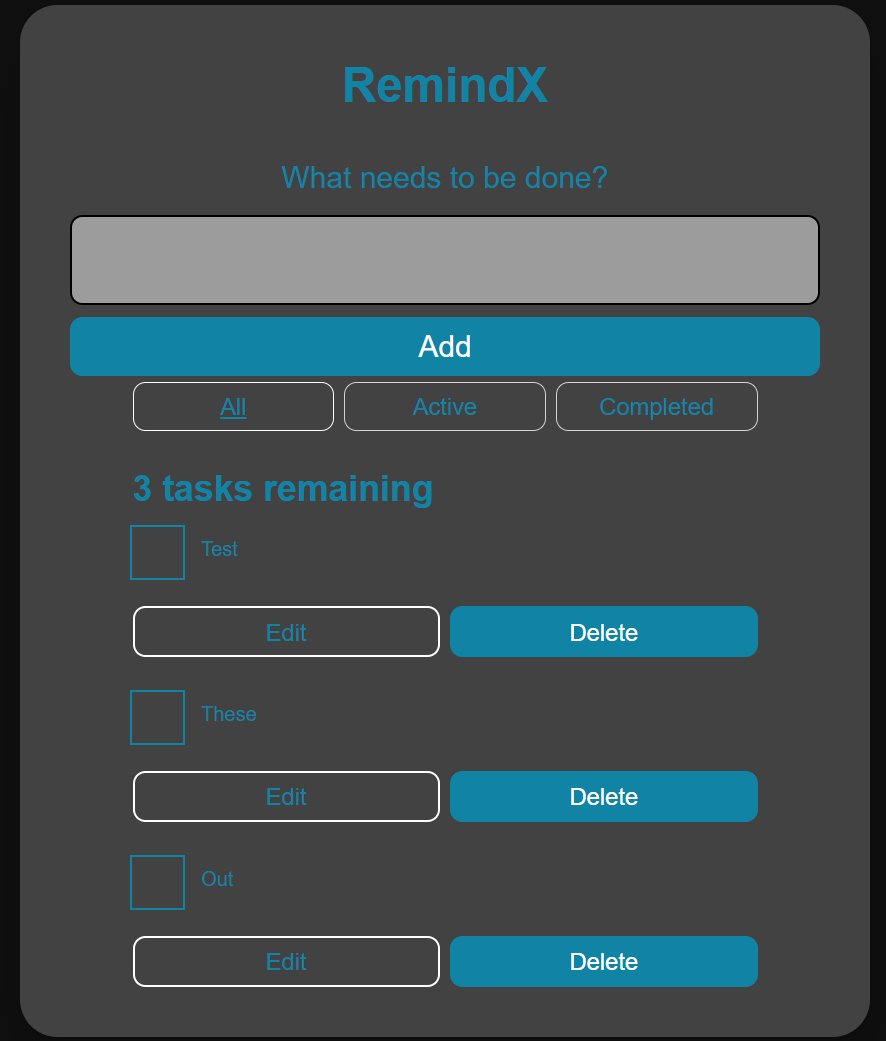 RemindX
What needs to be done?
Add
All Active Completed
3 tasks remaining
Test
Edit Delete
These
Edit Delete
Out
Edit Delete